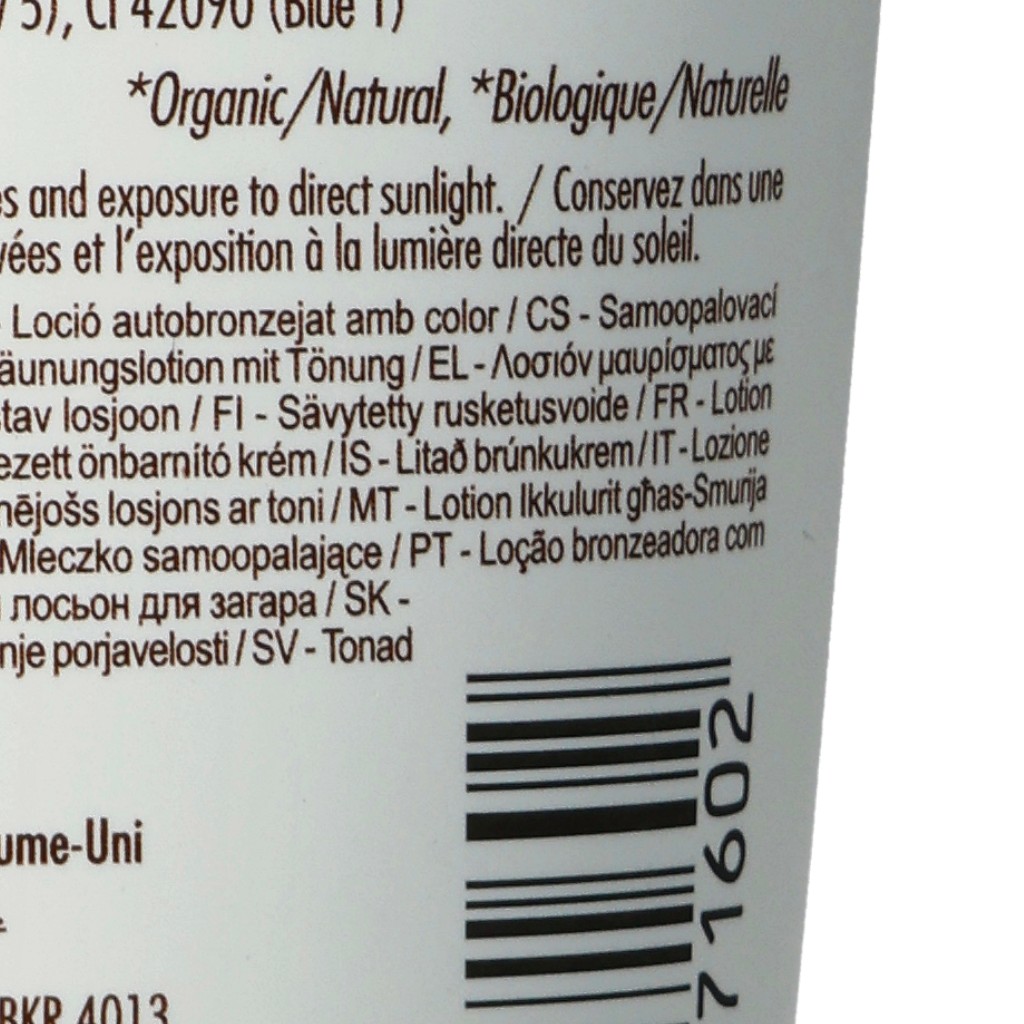 5), CI 42090 (Blue 1)
*Organic/Natural, *Biologique/Naturelle
es and exposure to direct sunlight. / Conservez dans une
vées et l'exposition à la lumière directe du soleil.
- Loció autobronzejat amb color / CS - Samoopalovací
äunungslotion mit Tönung / EL - Λοσιόν μαυρίσματος με
tav losjoon / FI - Sävytetty rusketusvoide / FR - Lotion
ezett önbarnító krém / IS - Litað brúnkukrem / IT - Lozione
nējošs losjons ar toni / MT - Lotion Ikkulurit għas-Smurija
Mleczko samoopalające / PT - Loção bronzeadora com
лосьон для загара / SK -
nje porjavelosti / SV - Tonad
ume-Uni
BKR 4013
71602